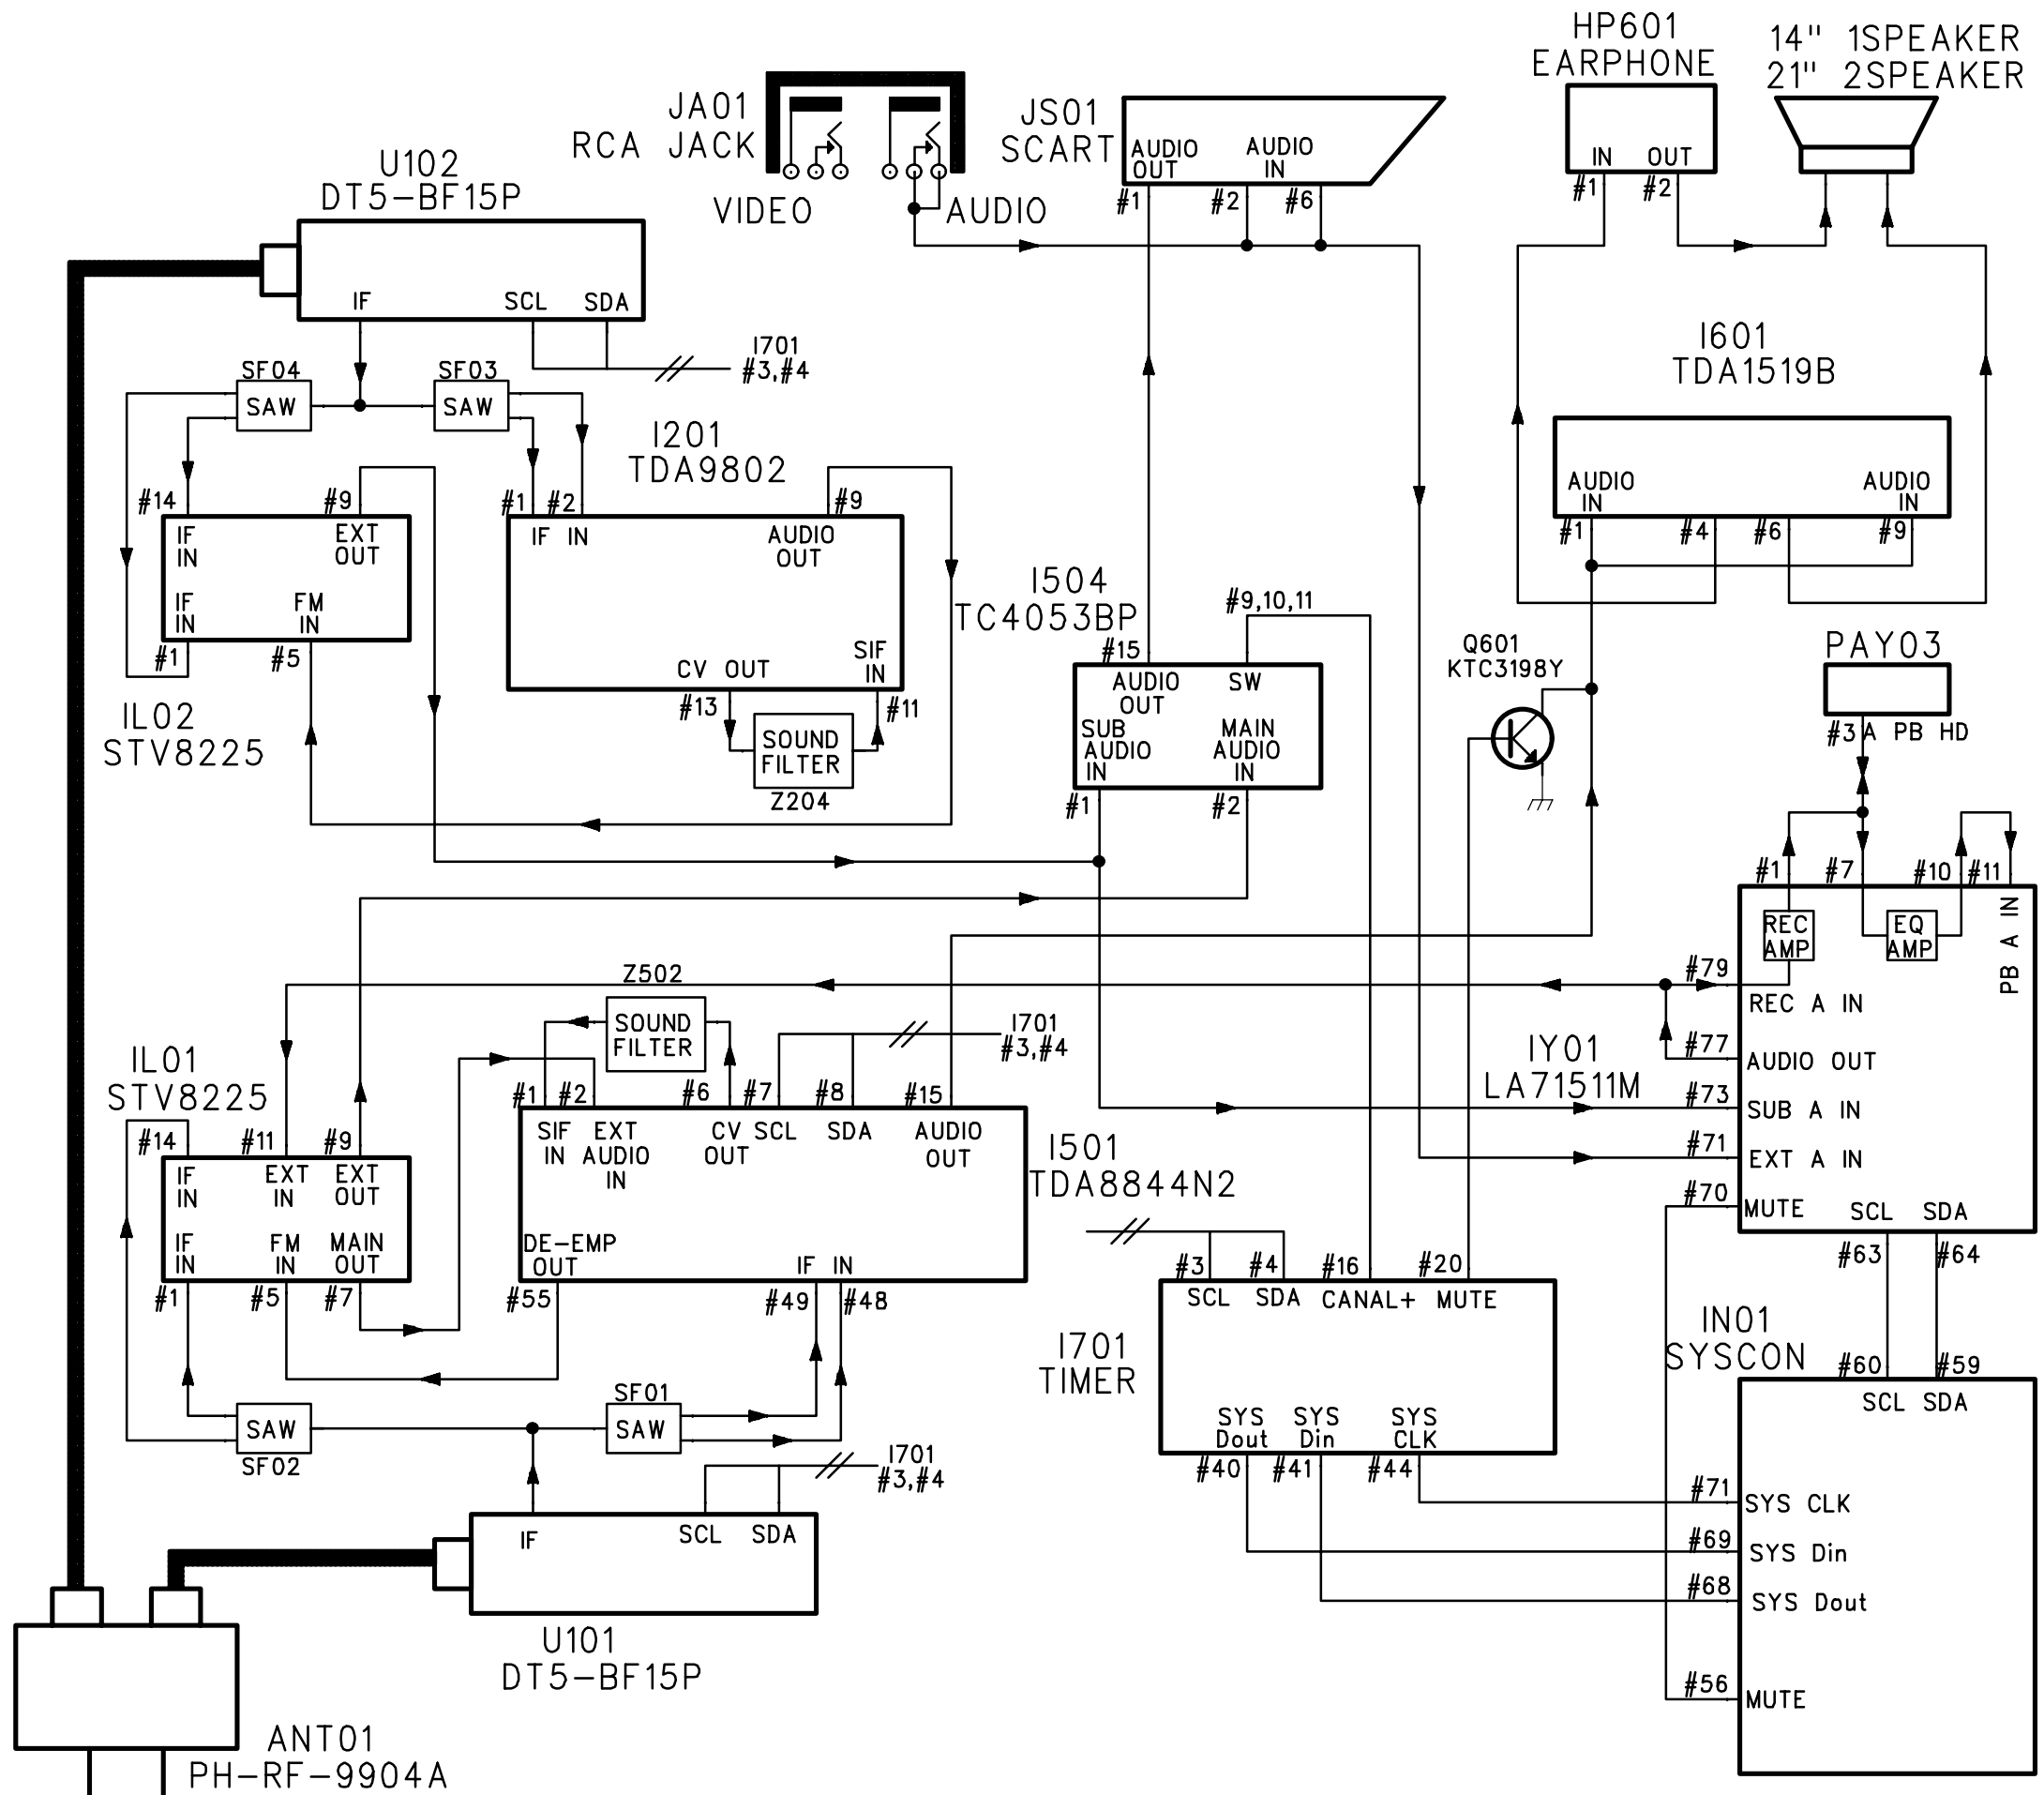 HP601
EARPHONE
14" 1SPEAKER
21" 2SPEAKER
JA01
RCA JACK
JS01
SCART
AUDIO
OUT
AUDIO
IN
IN OUT
#1
#2
U102
DT5-BF15P
VIDEO
AUDIO
#1
#2
#6
IF
SCL
SDA
I701
#3,#4
SF04
SAW
SF03
SAW
I601
TDA1519B
I201
TDA9802
AUDIO
IN
AUDIO
IN
#1
#4
#6
#9
#14
#9
#1
#2
#9
IF
IN
EXT
OUT
IF IN
AUDIO
OUT
IF
IN
FM
IN
#1
#5
IL02
STV8225
CV OUT
SIF
IN
#13
#11
SOUND
FILTER
Z204
I504
TC4053BP
#9,10,11
#15
AUDIO
OUT
SW
SUB
AUDIO
IN
MAIN
AUDIO
IN
#1
#2
Q601
KTC3198Y
PAY03
#3 A PB HD
#1
#7
#10
#11
REC
AMP
EQ
AMP
PB A IN
#79
REC A IN
#77
AUDIO OUT
IY01
LA71511M
#73
SUB A IN
#71
EXT A IN
#70
MUTE
SCL
SDA
#63
#64
Z502
SOUND
FILTER
I701
#3,#4
IL01
STV8225
#14
#11
#9
IF
IN
EXT
IN
EXT
OUT
IF
IN
FM
IN
MAIN
OUT
#1
#5
#7
#1
#2
#6
#7
#8
#15
SIF
IN
EXT
AUDIO
IN
CV
OUT
SCL
SDA
AUDIO
OUT
I501
TDA8844N2
DE-EMP
OUT
IF IN
#55
#49
#48
#3
#4
#16
#20
SCL
SDA
CANAL+
MUTE
I701
TIMER
SYS
Dout
SYS
Din
SYS
CLK
#40
#41
#44
IN01
SYSCON
#60
#59
SCL SDA
#71
SYS CLK
#69
SYS Din
#68
SYS Dout
#56
MUTE
SAW
SF02
SF01
SAW
I701
#3,#4
IF
SCL
SDA
U101
DT5-BF15P
ANT01
PH-RF-9904A